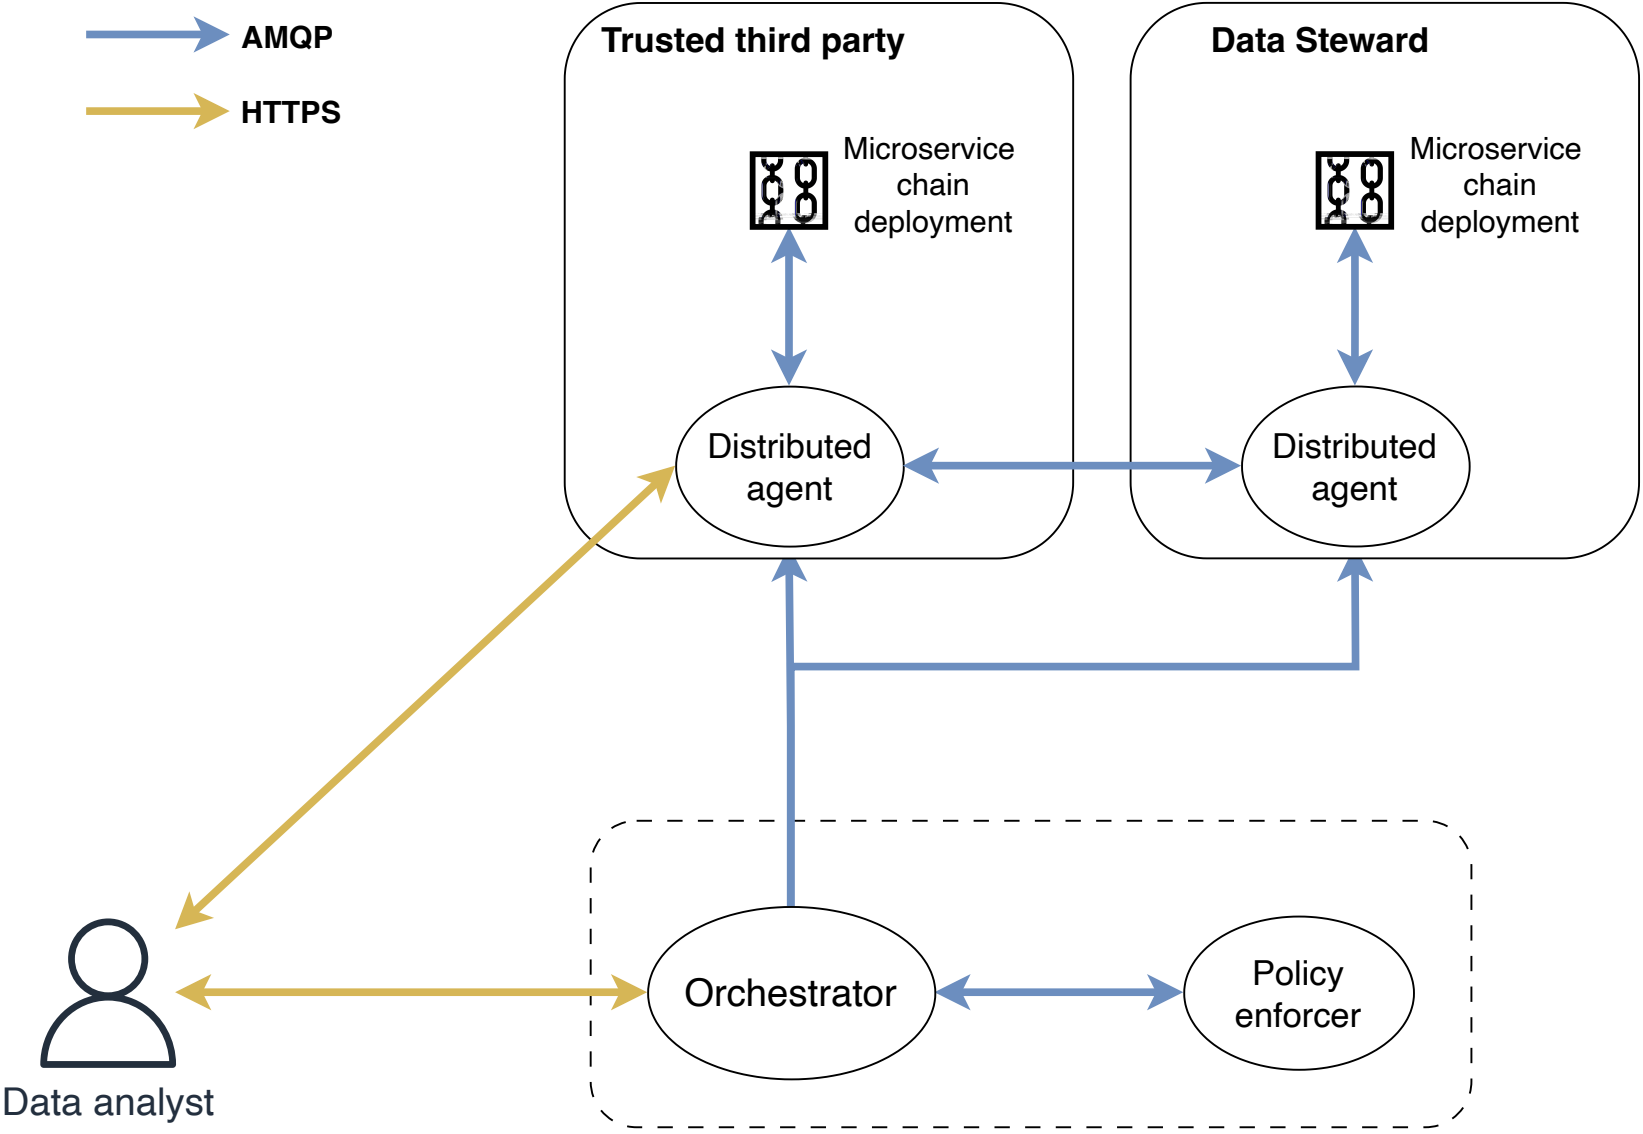 AMQP
HTTPS
Trusted third party
Microservice
chain
deployment
Distributed
agent
Data Steward
Microservice
chain
deployment
Distributed
agent
Orchestrator
Policy
enforcer
Data analyst